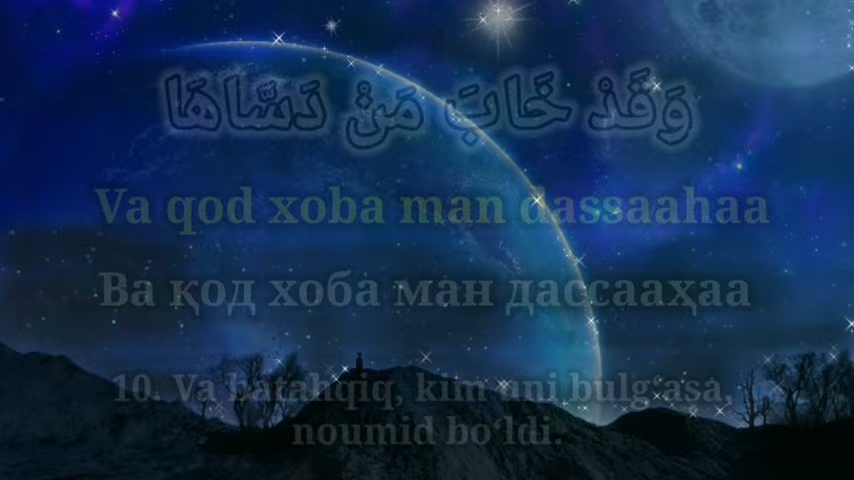 وَقَدْ خَابَ مَنْ دَسَّاهَا
Va qod xoba man dassaahaa
Ва қод хоба ман дассааҳаа
10. Va batahqiq, kim uni bulg‘asa,
noumid bo‘ldi.